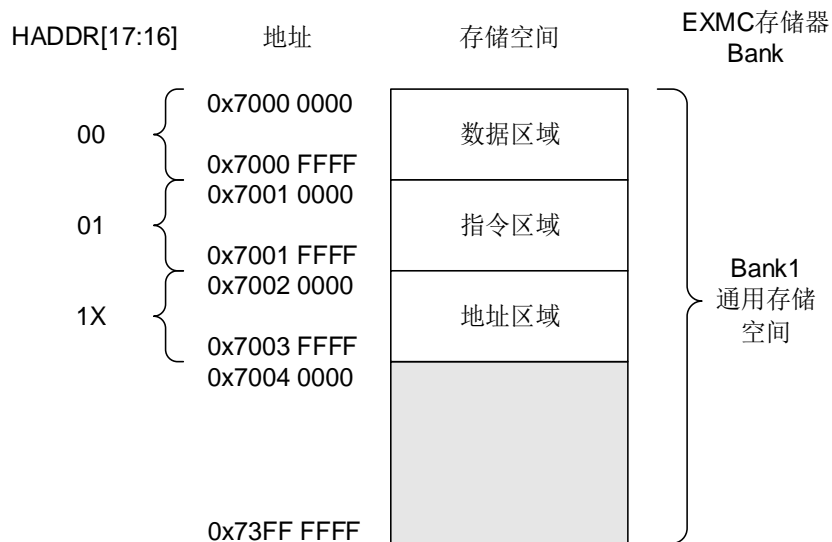 HADDR[17:16] 地址 存储空间 EXMC存储器
Bank
0x7000 0000
00 数据区域
0x7000 FFFF
0x7001 0000
01 指令区域
0x7001 FFFF
0x7002 0000
1X 地址区域
0x7003 FFFF
0x7004 0000
Bank1
通用存储
空间
0x73FF FFFF